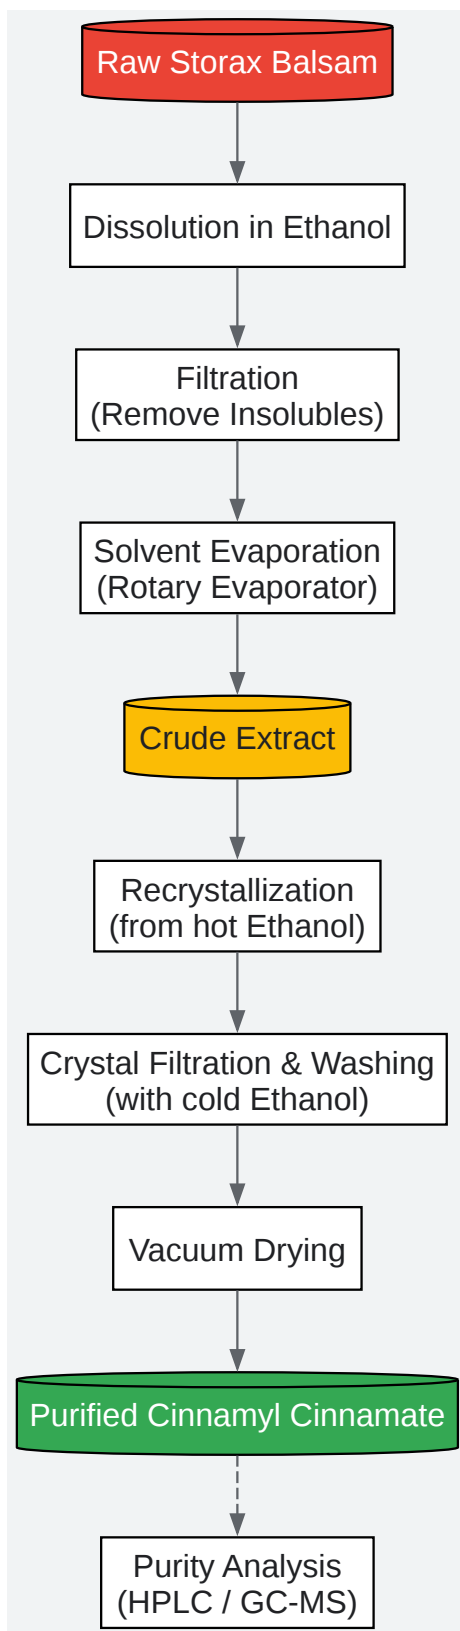 Raw Storax Balsam
Dissolution in Ethanol
Filtration
(Remove Insolubles)
Solvent Evaporation
(Rotary Evaporator)
Crude Extract
Recrystallization
(from hot Ethanol)
Crystal Filtration & Washing
(with cold Ethanol)
Vacuum Drying
Purified Cinnamyl Cinnamate
Purity Analysis
(HPLC / GC-MS)